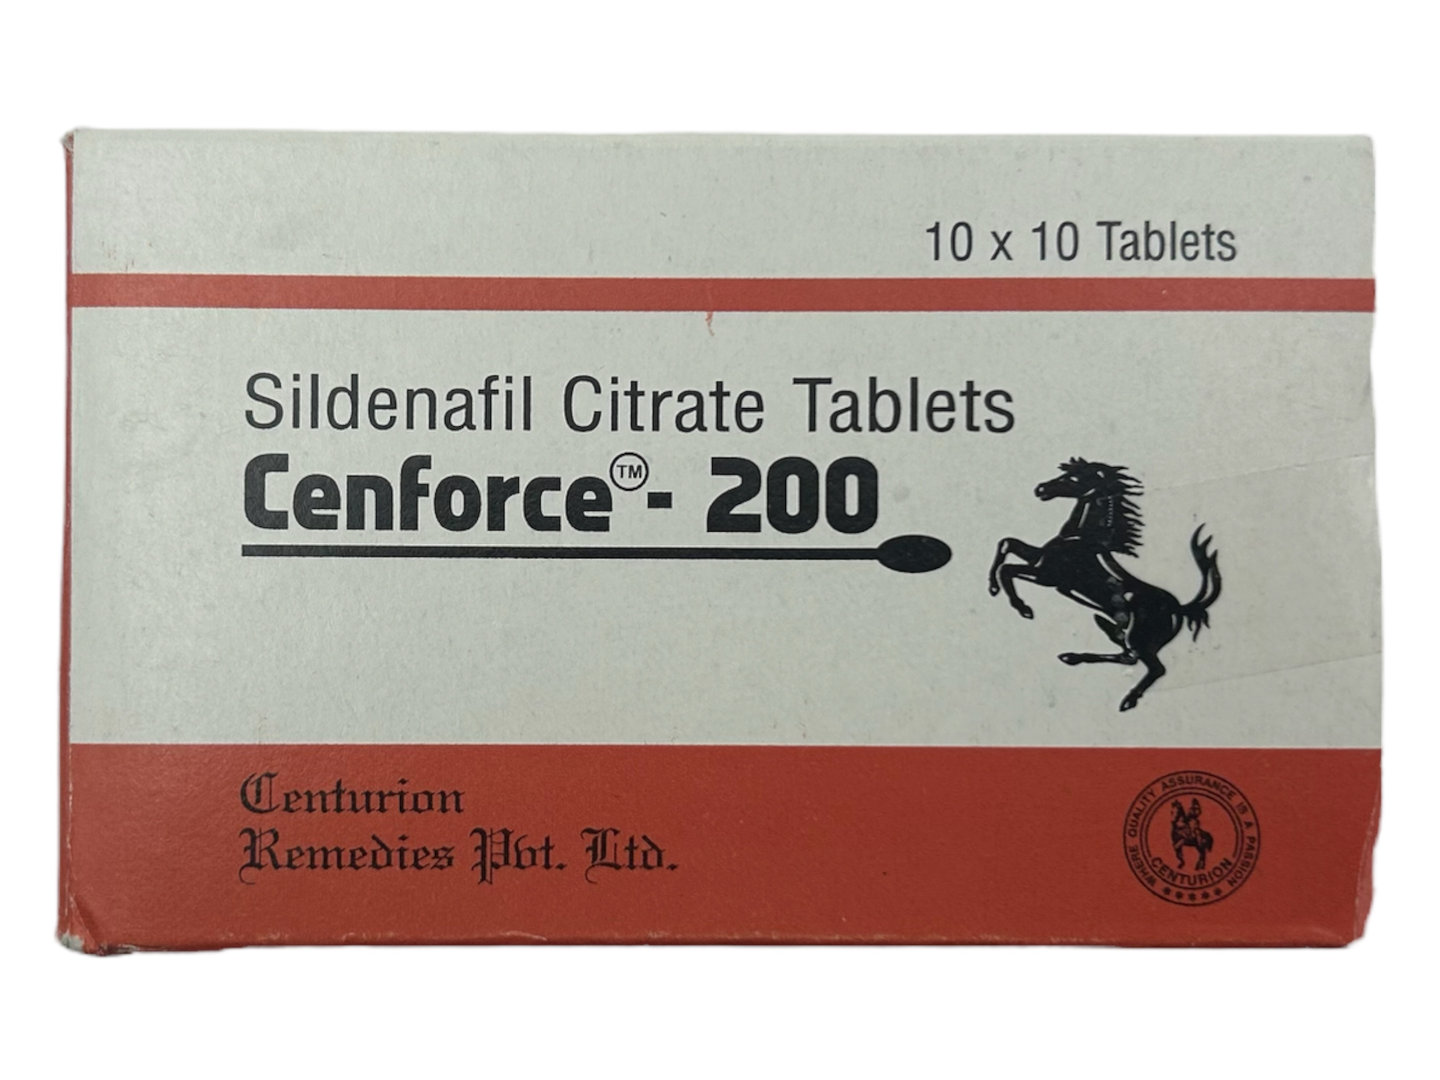 10 x 10 Tablets
Sildenafil Citrate Tablets
Cenforce™- 200
Centurion
Remedies Pvt. Ltd.
WHERE QUALITY ASSURANCE IS A PASSION
CENTURION